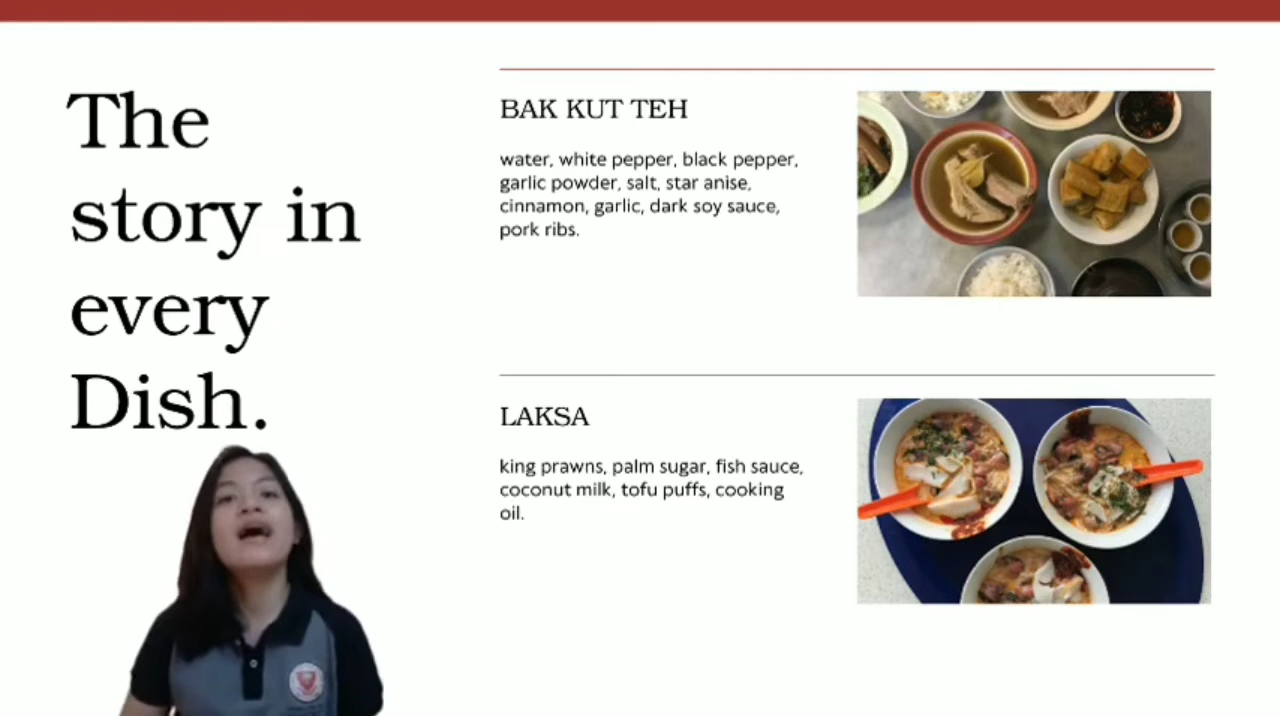 The
story in
every
Dish.
BAK KUT TEH
water, white pepper, black pepper,
garlic powder, salt, star anise,
cinnamon, garlic, dark soy sauce,
pork ribs.
LAKSA
king prawns, palm sugar, fish sauce,
coconut milk, tofu puffs, cooking
oil.